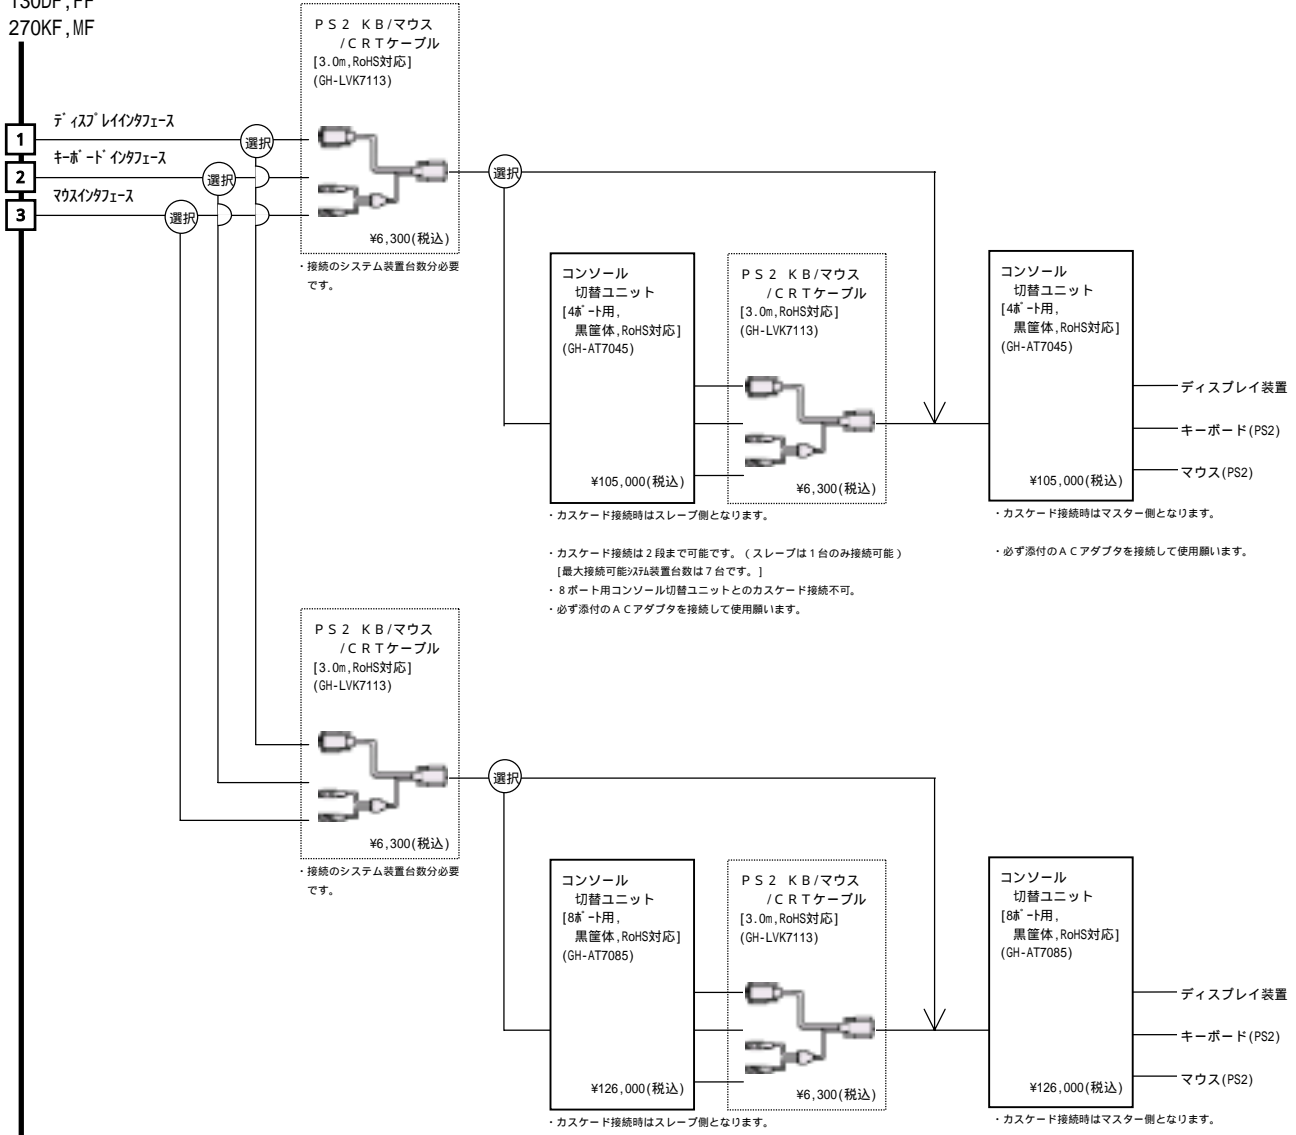 130DF,FF
270KF,MF
PS2 KB/マウス
/CRTケーブル
[3.0m,RoHS対応]
(GH-LVK7113)
¥6,300(税込)
・接続のシステム装置台数分必要
です。
1
ディスプレイインタフェース
選択
2
キーボードインタフェース
選択
3
マウスインタフェース
選択
選択
コンソール
切替ユニット
[4ポート用,
黒筐体,RoHS対応]
(GH-AT7045)
¥105,000(税込)
・カスケード接続時はスレーブ側となります。
PS2 KB/マウス
/CRTケーブル
[3.0m,RoHS対応]
(GH-LVK7113)
¥6,300(税込)
コンソール
切替ユニット
[4ポート用,
黒筐体,RoHS対応]
(GH-AT7045)
¥105,000(税込)
ディスプレイ装置
キーボード(PS2)
マウス(PS2)
・カスケード接続時はマスター側となります。
・必ず添付のACアダプタを接続して使用願います。
・カスケード接続は2段まで可能です。(スレーブは1台のみ接続可能)
[最大接続可能システム装置台数は7台です。]
・8ポート用コンソール切替ユニットとのカスケード接続不可。
・必ず添付のACアダプタを接続して使用願います。
PS2 KB/マウス
/CRTケーブル
[3.0m,RoHS対応]
(GH-LVK7113)
¥6,300(税込)
・接続のシステム装置台数分必要
です。
選択
コンソール
切替ユニット
[8ポート用,
黒筐体,RoHS対応]
(GH-AT7085)
¥126,000(税込)
・カスケード接続時はスレーブ側となります。
PS2 KB/マウス
/CRTケーブル
[3.0m,RoHS対応]
(GH-LVK7113)
¥6,300(税込)
コンソール
切替ユニット
[8ポート用,
黒筐体,RoHS対応]
(GH-AT7085)
¥126,000(税込)
ディスプレイ装置
キーボード(PS2)
マウス(PS2)
・カスケード接続時はマスター側となります。